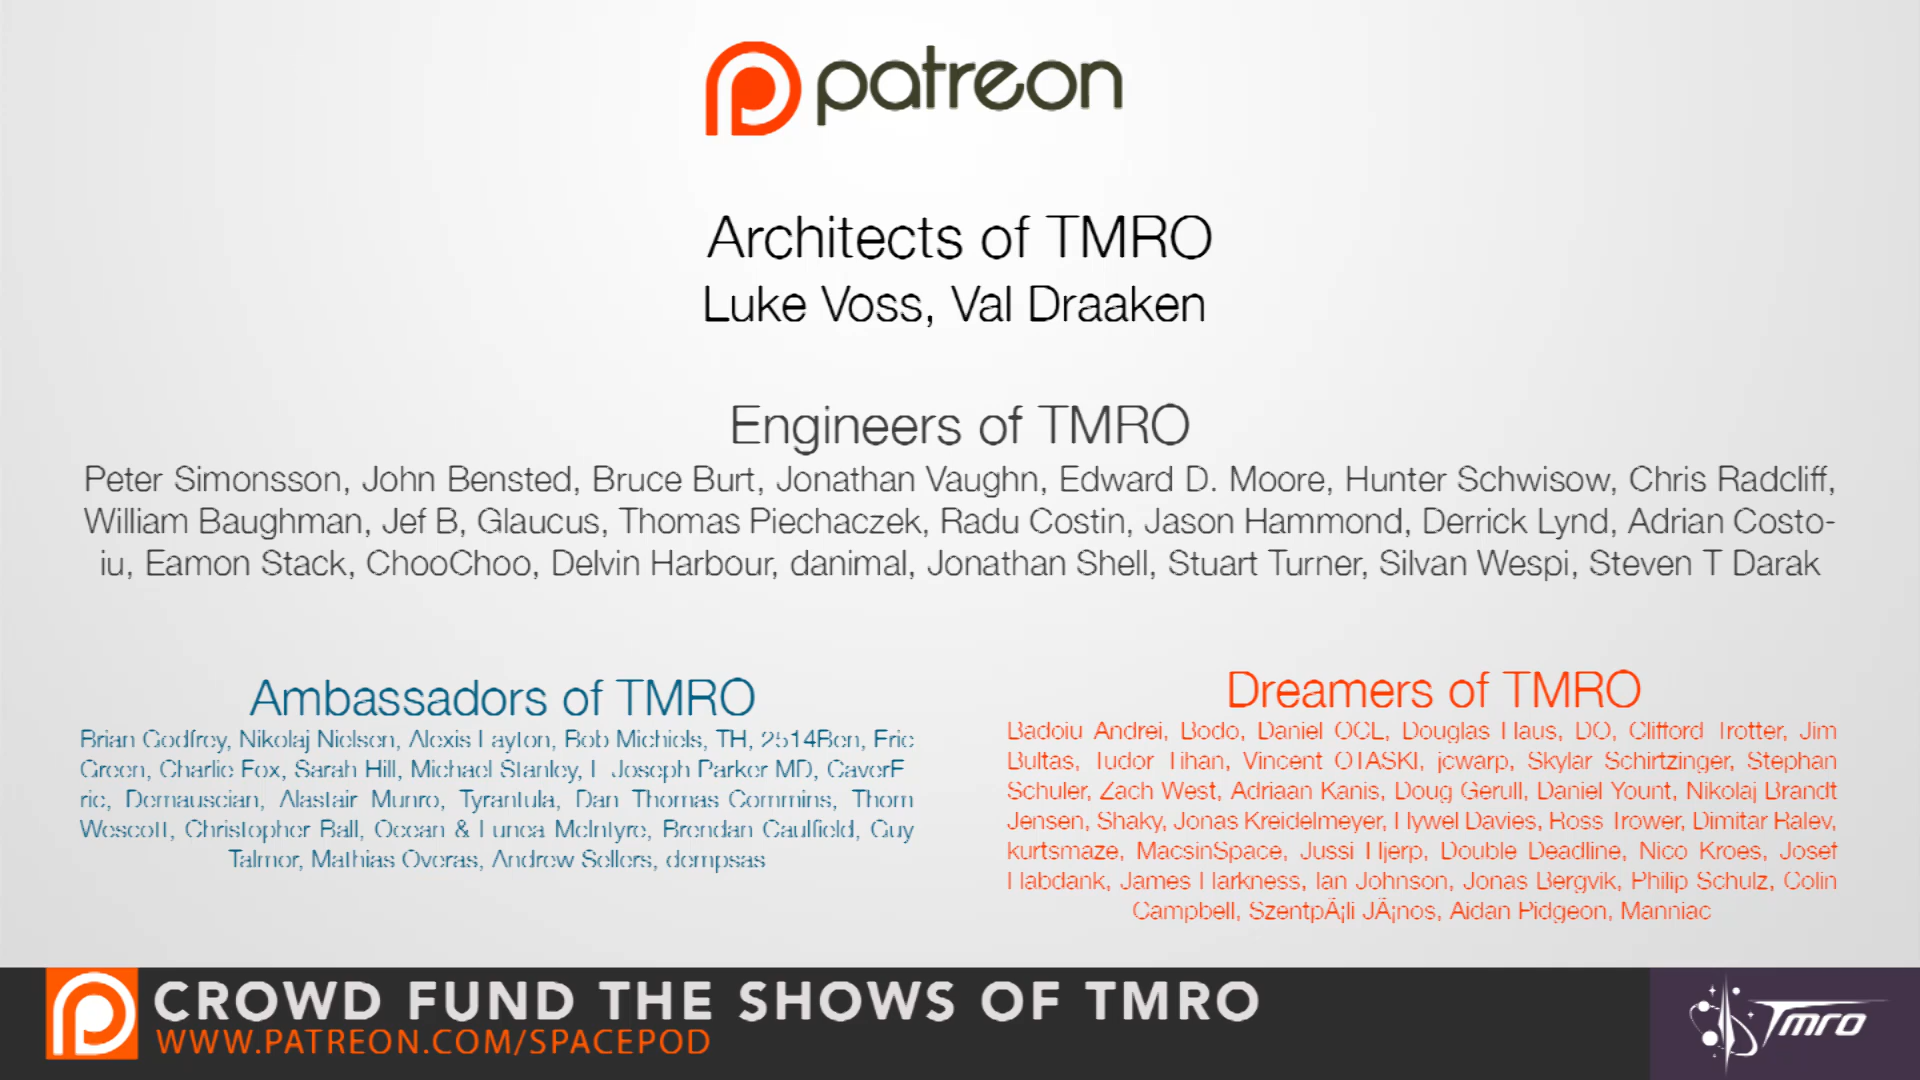 patreon
Architects of TMRO
Luke Voss, Val Draaken
Engineers of TMRO
Peter Simonsson, John Bensted, Bruce Burt, Jonathan Vaughn, Edward D. Moore, Hunter Schwisow, Chris Radcliff,
William Baughman, Jef B, Glaucus, Thomas Piechaczek, Radu Costin, Jason Hammond, Derrick Lynd, Adrian Costo-
iu, Eamon Stack, ChooChoo, Delvin Harbour, danimal, Jonathan Shell, Stuart Turner, Silvan Wespi, Steven T Darak
Ambassadors of TMRO
Brian Godfrey, Nikolaj Nielsen, Alexis Layton, Bob Michiels, TH, 2514Ben, Eric
Green, Charlie Fox, Sarah Hill, Michael Stanley, L Joseph Parker MD, CaverE
ric, Demauscian, Alastair Munro, Tyrantula, Dan Thomas Commins, Thom
Wescott, Christopher Ball, Ocean & Lunea McIntyre, Brendan Caulfield, Guy
Talmor, Mathias Overas, Andrew Sellers, dempsas
Dreamers of TMRO
Badoiu Andrei, Bodo, Daniel OCL, Douglas Haus, DO, Clifford Trotter, Jim
Bultas, Tudor Tihan, Vincent OTASKI, jcwarp, Skylar Schirtzinger, Stephan
Schuler, Zach West, Adriaan Kanis, Doug Gerull, Daniel Yount, Nikolaj Brandt
Jensen, Shaky, Jonas Kreidelmeyer, Hywel Davies, Ross Trower, Dimitar Ralev,
kurtsmaze, MacsinSpace, Jussi Hjerp, Double Deadline, Nico Kroes, Josef
Habdank, James Harkness, Ian Johnson, Jonas Bergvik, Philip Schulz, Colin
Campbell, SzentpÃ¡li JÃ¡nos, Aidan Pidgeon, Manniac
CROWD FUND THE SHOWS OF TMRO
WWW.PATREON.COM/SPACEPOD
Tmro